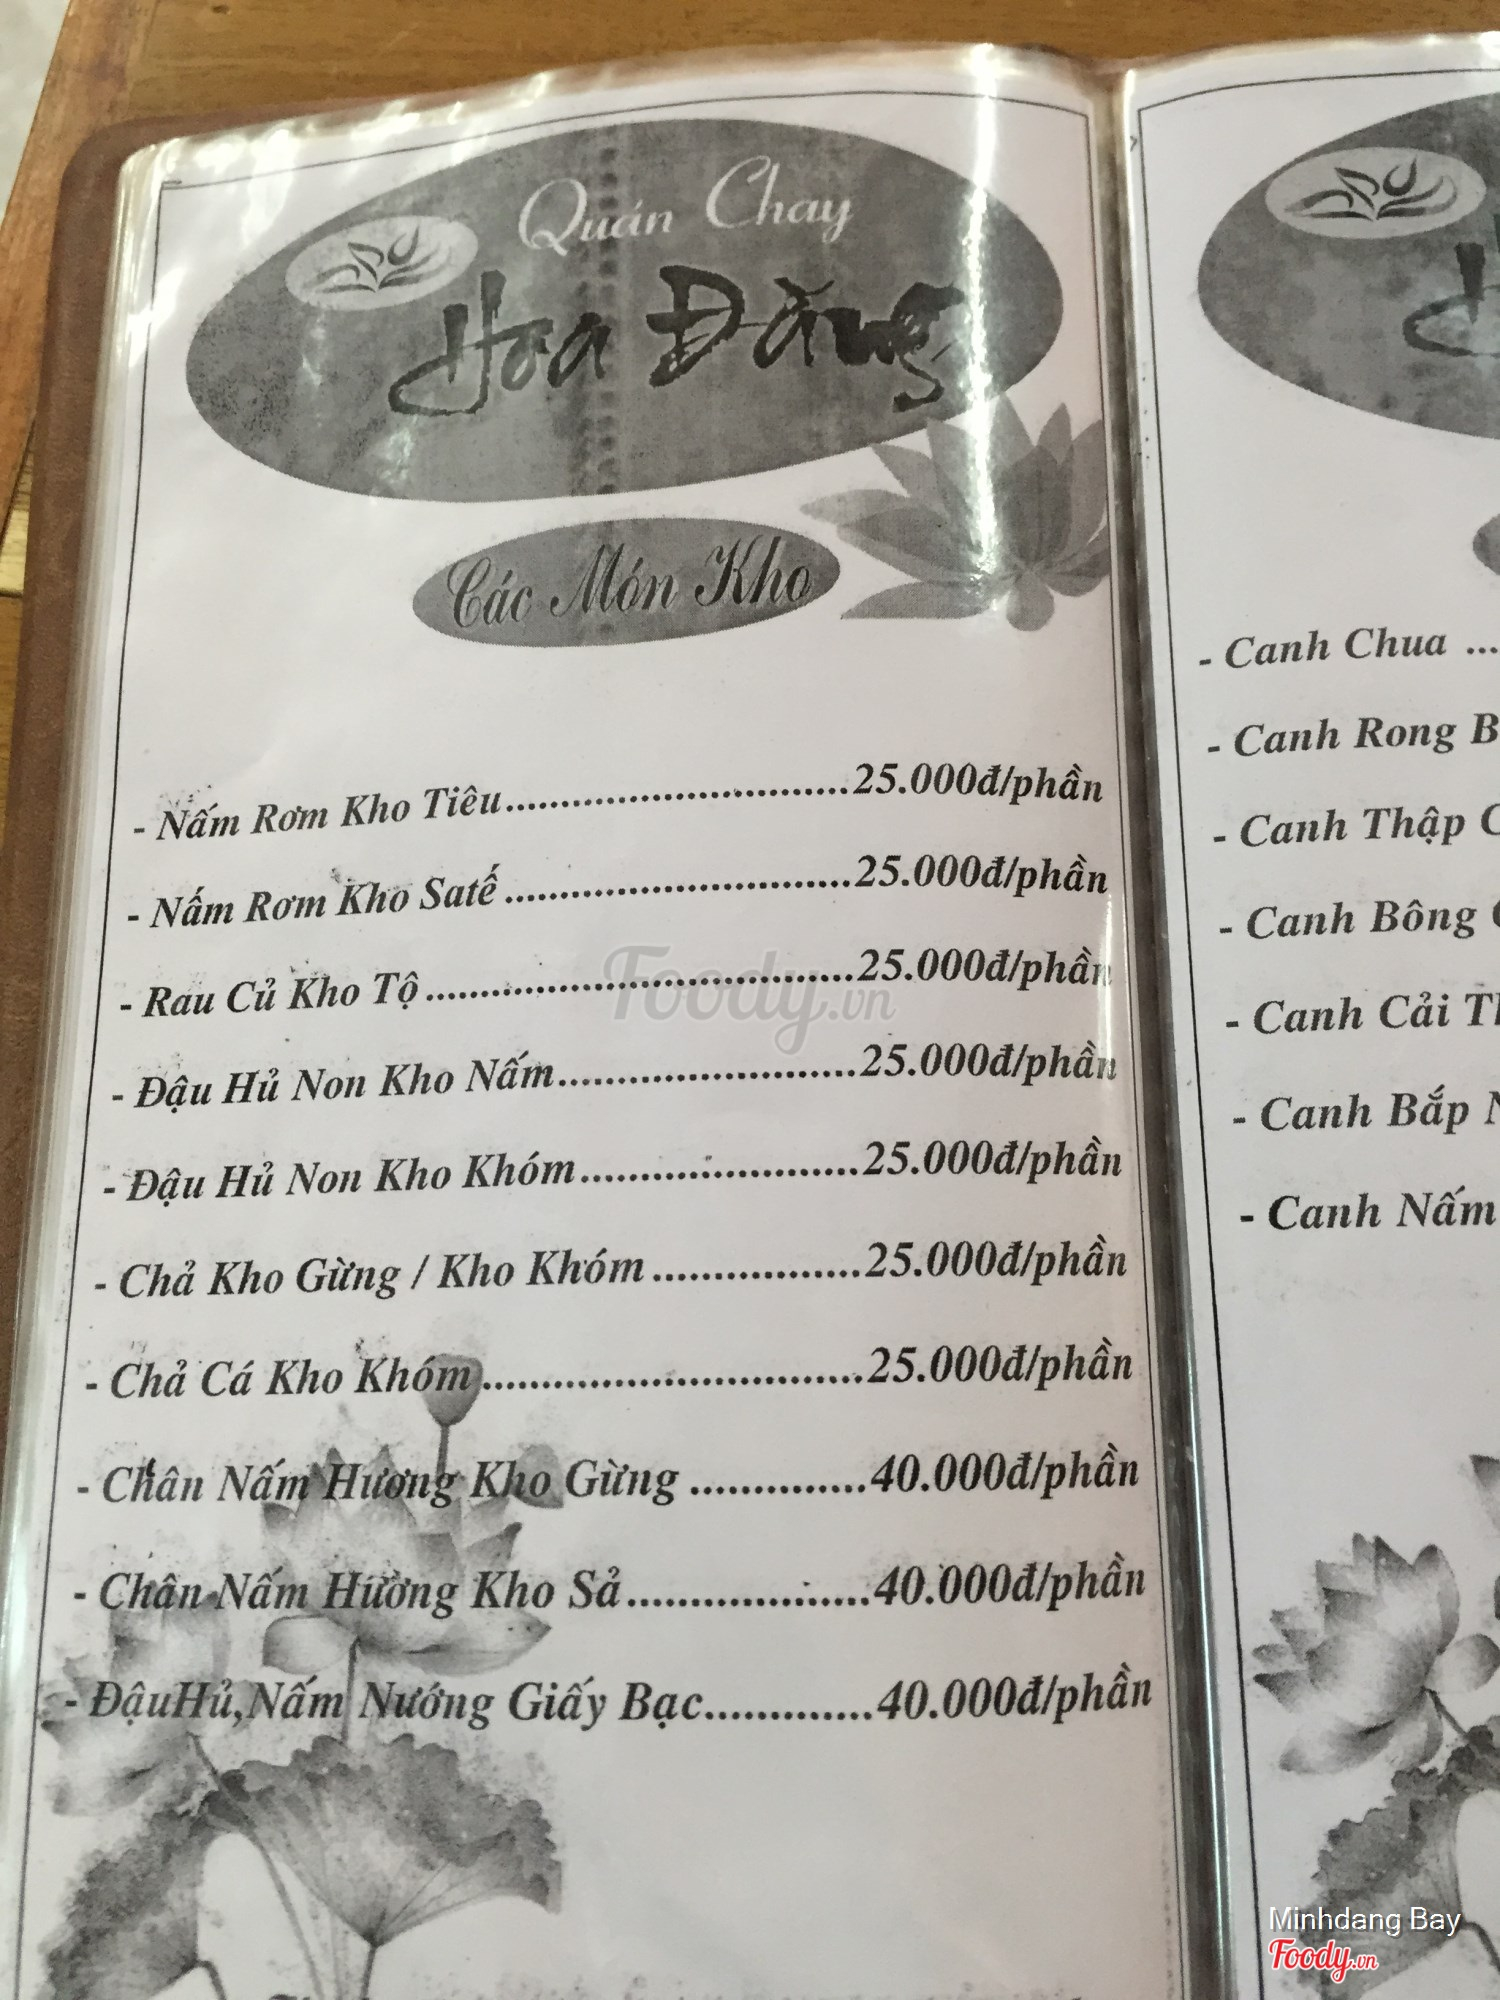 Quán Chay
Hoa Đăng
Các Món Kho
- Nấm Rơm Kho Tiêu..............................25.000đ/phần
- Nấm Rơm Kho Satế ..............................25.000đ/phần
- Rau Củ Kho Tộ.....................................25.000đ/phần
- Đậu Hủ Non Kho Nấm.........................25.000đ/phần
- Đậu Hủ Non Kho Khóm.......................25.000đ/phần
- Chả Kho Gừng / Kho Khóm.................25.000đ/phần
- Chả Cá Kho Khóm................................25.000đ/phần
- Chân Nấm Hương Kho Gừng ..............40.000đ/phần
- Chân Nấm Hương Kho Sả....................40.000đ/phần
- ĐậuHủ,Nấm Nướng Giấy Bạc.............40.000đ/phần
- Canh Chua ...
- Canh Rong
- Canh Thập
- Canh Bông
- Canh Cải
- Canh Bắp
- Canh Nấm
Foody.vn
Minhdang Bay
Foody.vn